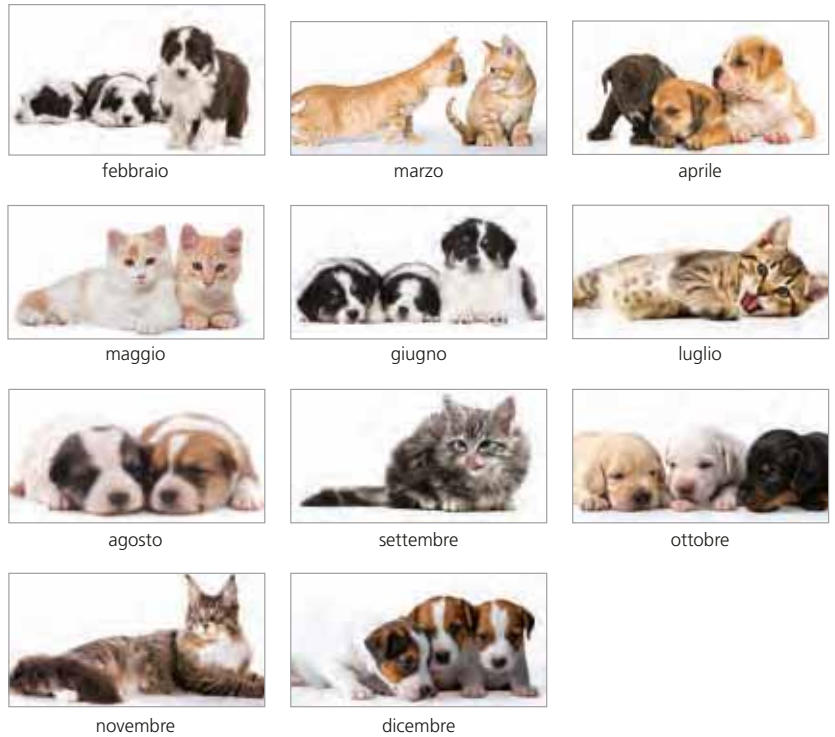 febbraio
marzo
aprile
maggio
giugno
luglio
agosto
settembre
ottobre
novembre
dicembre